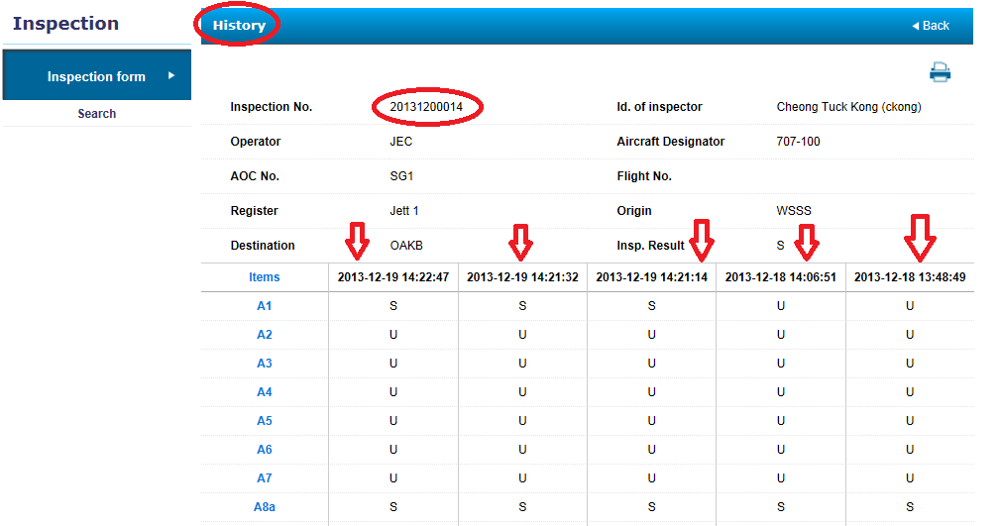 Inspection
Inspection form
Search
History
Back
Inspection No. 20131200014 Id. of inspector Cheong Tuck Kong (ckong)
Operator JEC Aircraft Designator 707-100
AOC No. SG1 Flight No.
Register Jett 1 Origin WSSS
Destination OAKB Insp. Result S
Items 2013-12-19 14:22:47 2013-12-19 14:21:32 2013-12-19 14:21:14 2013-12-18 14:06:51 2013-12-18 13:48:49
A1 S S S U U
A2 U U U U U
A3 U U U U U
A4 U U U U U
A5 U U U U U
A6 U U U U U
A7 U U U U U
A8a S S S S S